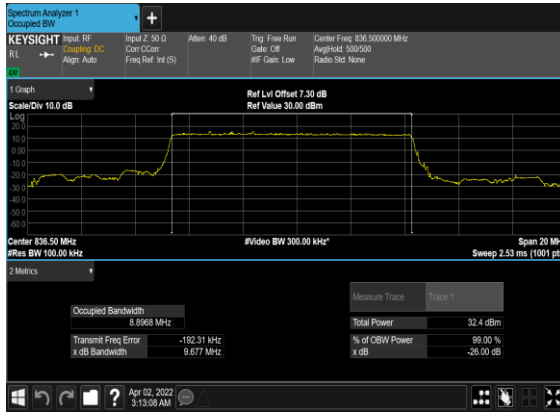 Spectrum Analyzer 1
Occupied BW
+
KEYSIGHT
RL
Input: RF
Coupling: DC
Align: Auto
Input Z: 50 Ω
Corr CCorr
Freq Ref: Int (S)
Atten: 40 dB
Trig: Free Run
Gate: Off
#IF Gain: Low
Center Freq: 836.500000 MHz
Avg|Hold: 500/500
Radio Std: None
1 Graph
Scale/Div 10.0 dB
Ref Lvl Offset 7.30 dB
Ref Value 30.00 dBm
Log
20.0
10.0
0.00
-10.0
-20.0
-30.0
-40.0
-50.0
-60.0
Center 836.50 MHz
#Res BW 100.00 kHz
#Video BW 300.00 kHz*
Span 20 MH
Sweep 2.53 ms (1001 pt
2 Metrics
Measure Trace
Trace 1
Occupied Bandwidth
8.8968 MHz
Total Power
32.4 dBm
Transmit Freq Error
-192.31 kHz
% of OBW Power
99.00 %
x dB Bandwidth
9.677 MHz
x dB
-26.00 dB
?
Apr 02, 2022
3:13:08 AM